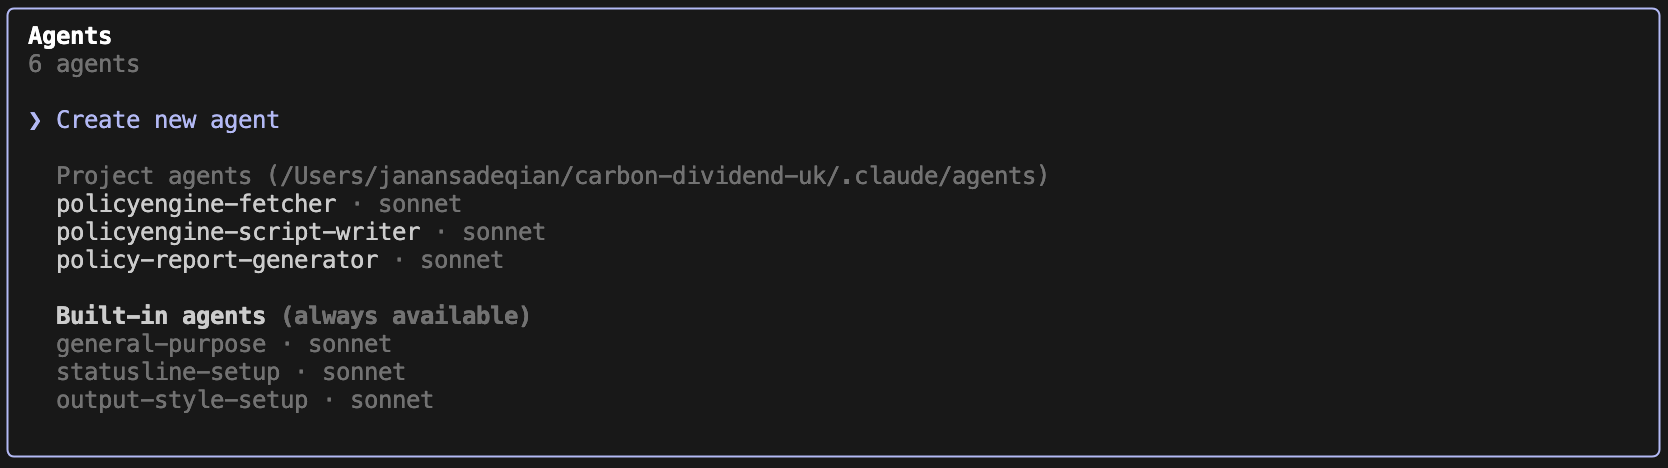 Agents
6 agents
❯ Create new agent
Project agents (/Users/janansadeqian/carbon-dividend-uk/.claude/agents)
policyengine-fetcher · sonnet
policyengine-script-writer · sonnet
policy-report-generator · sonnet
Built-in agents (always available)
general-purpose · sonnet
statusline-setup · sonnet
output-style-setup · sonnet